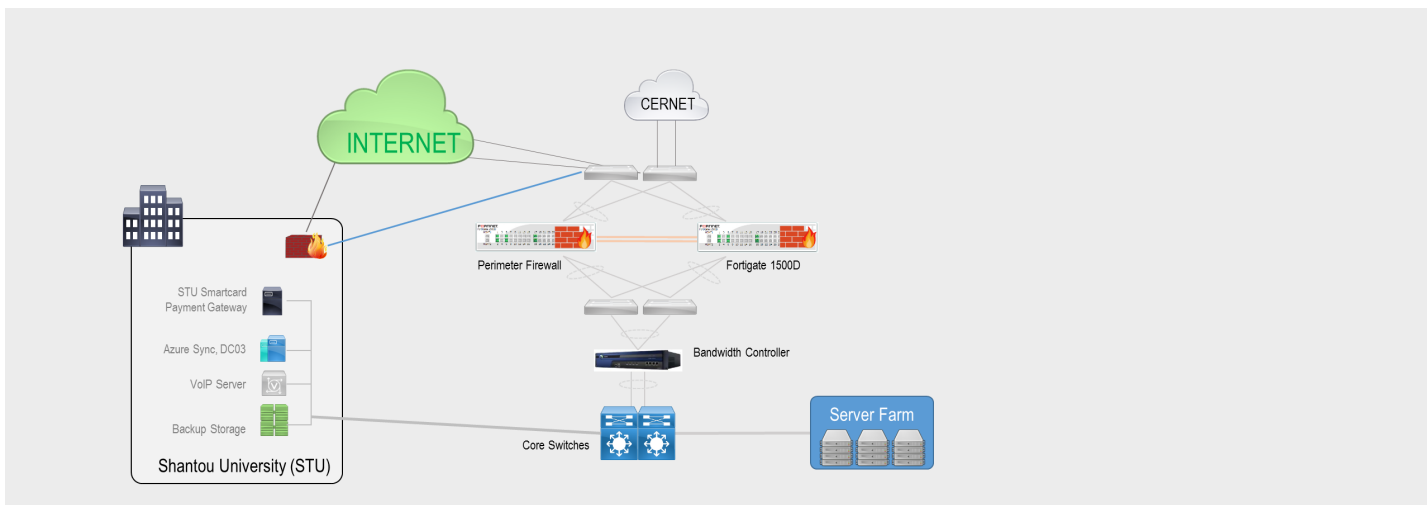 CERNET
INTERNET
Perimeter Firewall
Fortigate 1500D
STU Smartcard
Payment Gateway
Azure Sync, DC03
VoIP Server
Backup Storage
Shantou University (STU)
Bandwidth Controller
Core Switches
Server Farm